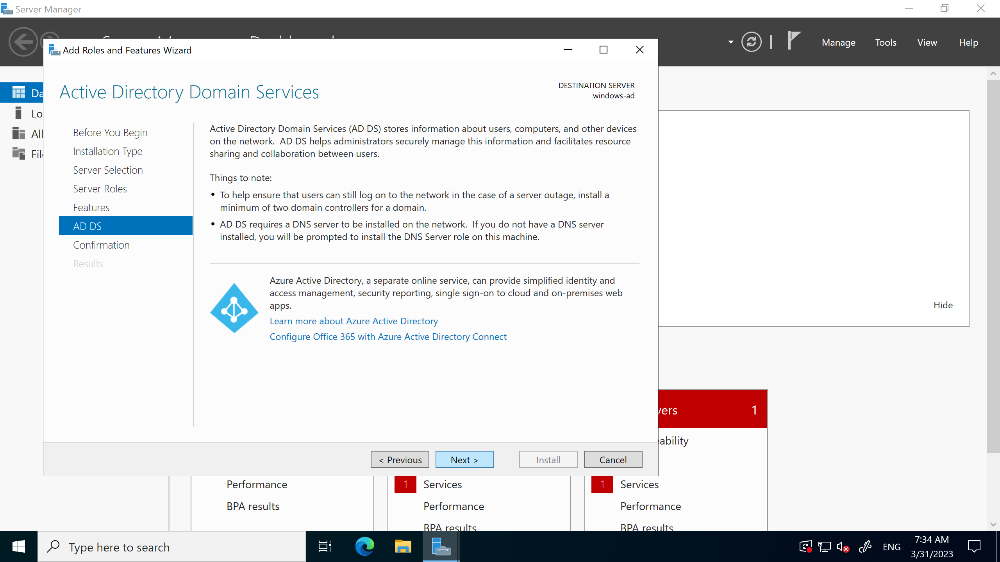 Server Manager
Manage
Tools
View
Help
Add Roles and Features Wizard
Active Directory Domain Services
DESTINATION SERVER
windows-ad
Before You Begin
Installation Type
Server Selection
Server Roles
Features
AD DS
Confirmation
Results
Active Directory Domain Services (AD DS) stores information about users, computers, and other devices
on the network.  AD DS helps administrators securely manage this information and facilitates resource
sharing and collaboration between users.
Things to note:
• To help ensure that users can still log on to the network in the case of a server outage, install a
minimum of two domain controllers for a domain.
• AD DS requires a DNS server to be installed on the network.  If you do not have a DNS server
installed, you will be prompted to install the DNS Server role on this machine.
Azure Active Directory, a separate online service, can provide simplified identity and
access management, security reporting, single sign-on to cloud and on-premises web
apps.
Learn more about Azure Active Directory
Configure Office 365 with Azure Active Directory Connect
< Previous
Next >
Install
Cancel
Hide
1
Performance
BPA results
1 Services
Performance
BPA results
1 Services
Performance
BPA results
Type here to search
ENG
7:34 AM
3/31/2023